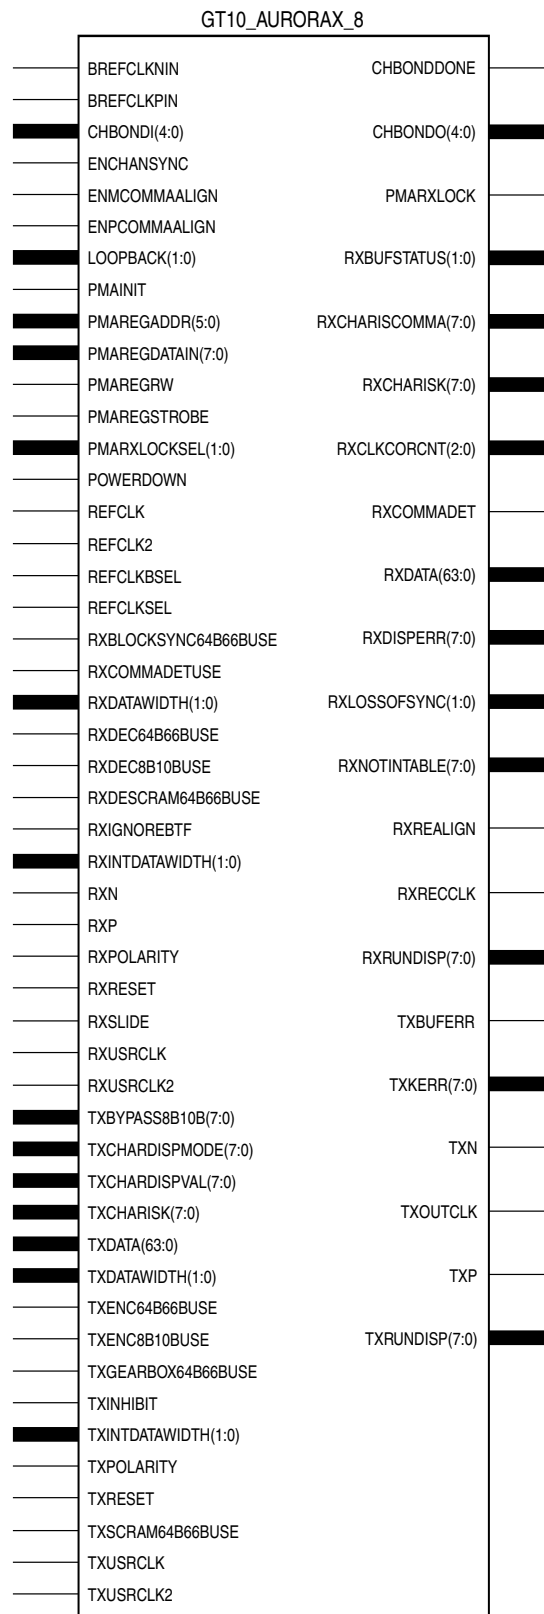 GT10_AURORAX_8
BREFCLKNIN
CHBONDDONE
BREFCLKPIN
CHBONDI(4:0)
CHBONDO(4:0)
ENCHANSYNC
ENMCOMMAALIGN
PMARXLOCK
ENPCOMMAALIGN
LOOPBACK(1:0)
RXBUFSTATUS(1:0)
PMAINIT
PMAREGADDR(5:0)
RXCHARISCOMMA(7:0)
PMAREGDATAIN(7:0)
PMAREGRW
RXCHARISK(7:0)
PMAREGSTROBE
PMARXLOCKSEL(1:0)
RXCLKCORCNT(2:0)
POWERDOWN
REFCLK
RXCOMMADET
REFCLK2
REFCLKBSEL
RXDATA(63:0)
REFCLKSEL
RXBLOCKSYNC64B66BUSE
RXDISPERR(7:0)
RXCOMMADETUSE
RXDATAWIDTH(1:0)
RXLOSSOFSYNC(1:0)
RXDEC64B66BUSE
RXDEC8B10BUSE
RXNOTINTABLE(7:0)
RXDESCRAM64B66BUSE
RXIGNOREBTF
RXREALIGN
RXINTDATAWIDTH(1:0)
RXN
RXRECCLK
RXP
RXPOLARITY
RXRUNDISP(7:0)
RXRESET
RXSLIDE
TXBUFERR
RXUSRCLK
RXUSRCLK2
TXKERR(7:0)
TXBYPASS8B10B(7:0)
TXCHARDISPMODE(7:0)
TXN
TXCHARDISPVAL(7:0)
TXCHARISK(7:0)
TXOUTCLK
TXDATA(63:0)
TXDATAWIDTH(1:0)
TXP
TXENC64B66BUSE
TXENC8B10BUSE
TXRUNDISP(7:0)
TXGEARBOX64B66BUSE
TXINHIBIT
TXINTDATAWIDTH(1:0)
TXPOLARITY
TXRESET
TXSCRAM64B66BUSE
TXUSRCLK
TXUSRCLK2